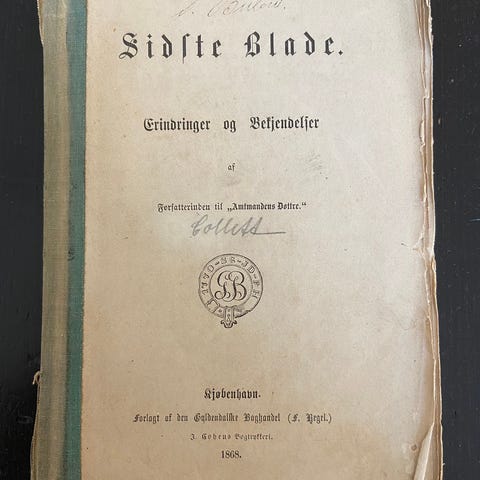 Sidste Blade.
Erindringer og Bekjendelser
af
Forfatterinden til „Amtmandens Døttre.“
Collett
Kjøbenhavn.
Forlagt af den Gyldendalske Boghandel (F. Hegel.)
J. Cohens Bogtrykkeri.
1868.